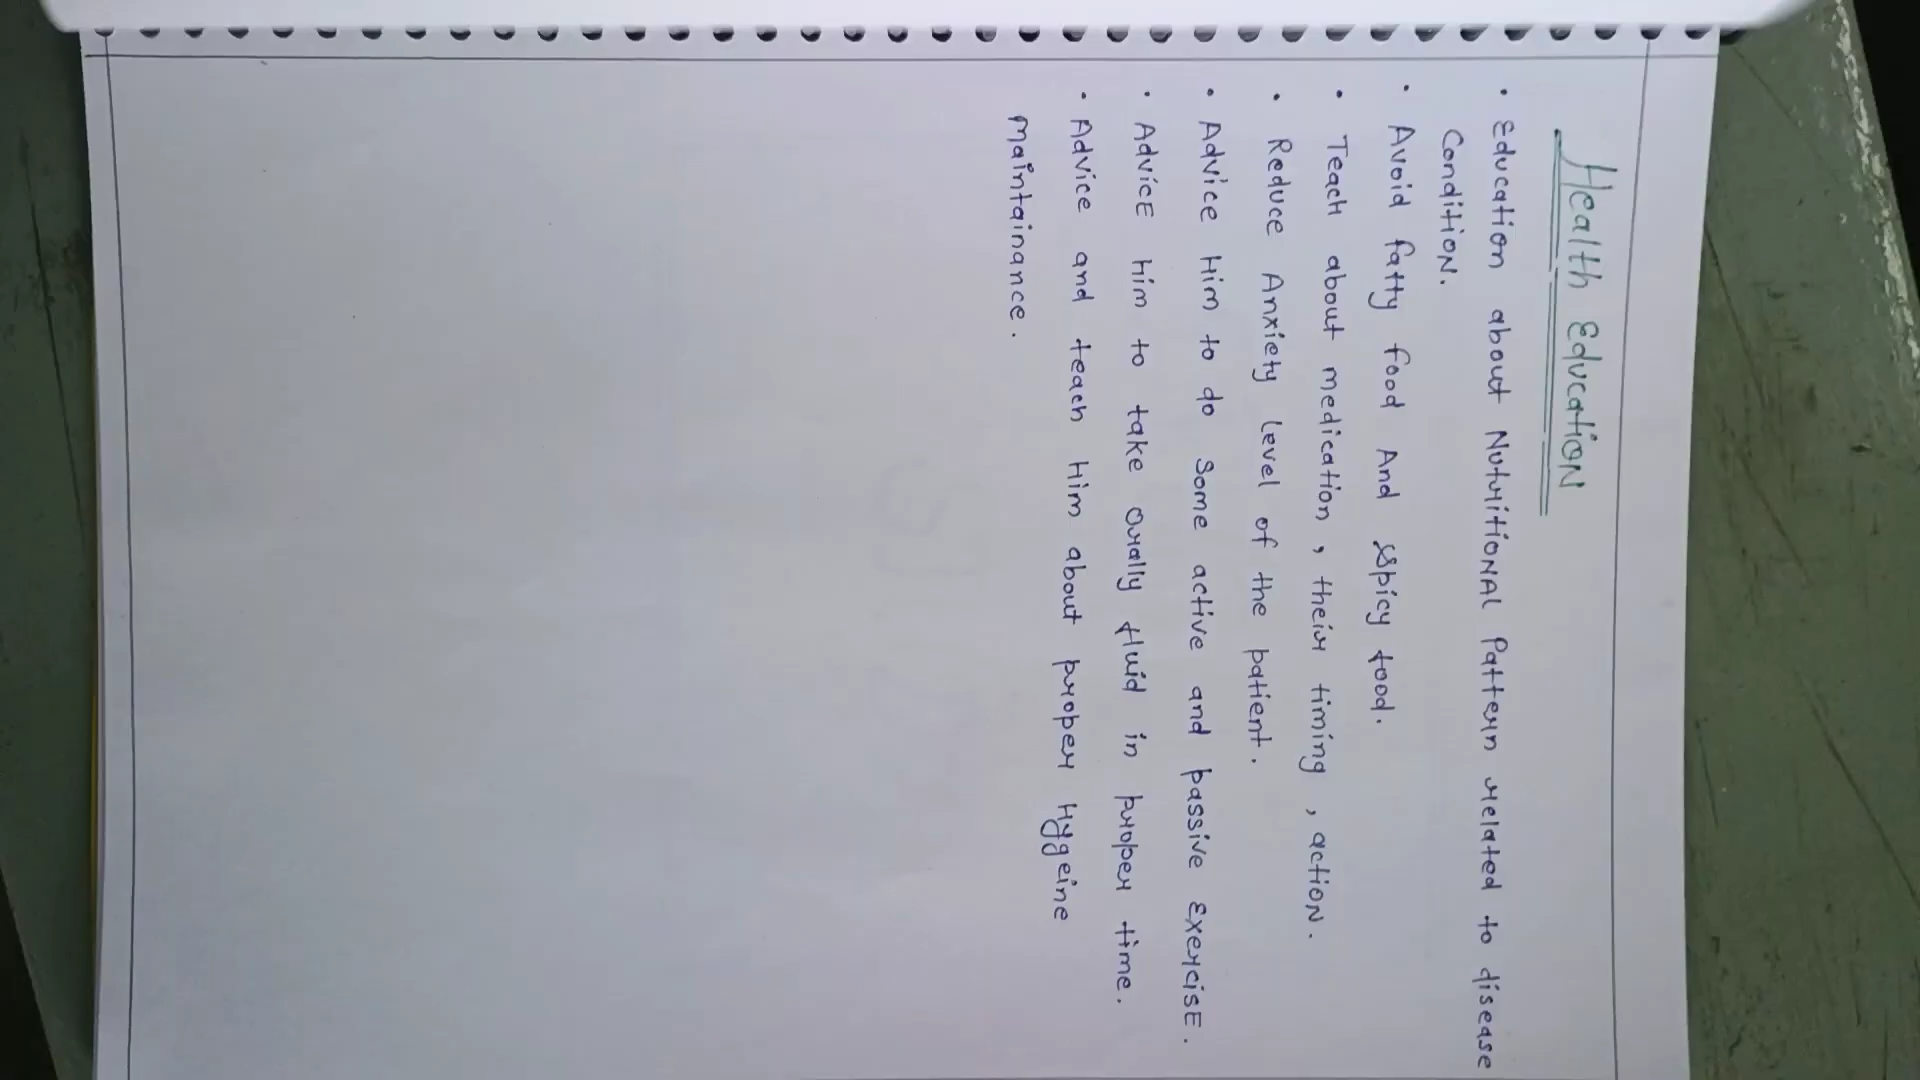 Health Education
• Education about Nutritional Pattern related to disease
Condition.
• Avoid fatty food And spicy food.
• Teach about medication, their timing, action.
• Reduce Anxiety level of the patient.
• Advice Him to do Some active and passive Exercise.
• Advice him to take orally fluid in proper time.
• Advice and teach Him about proper Hygeine
maintainance.